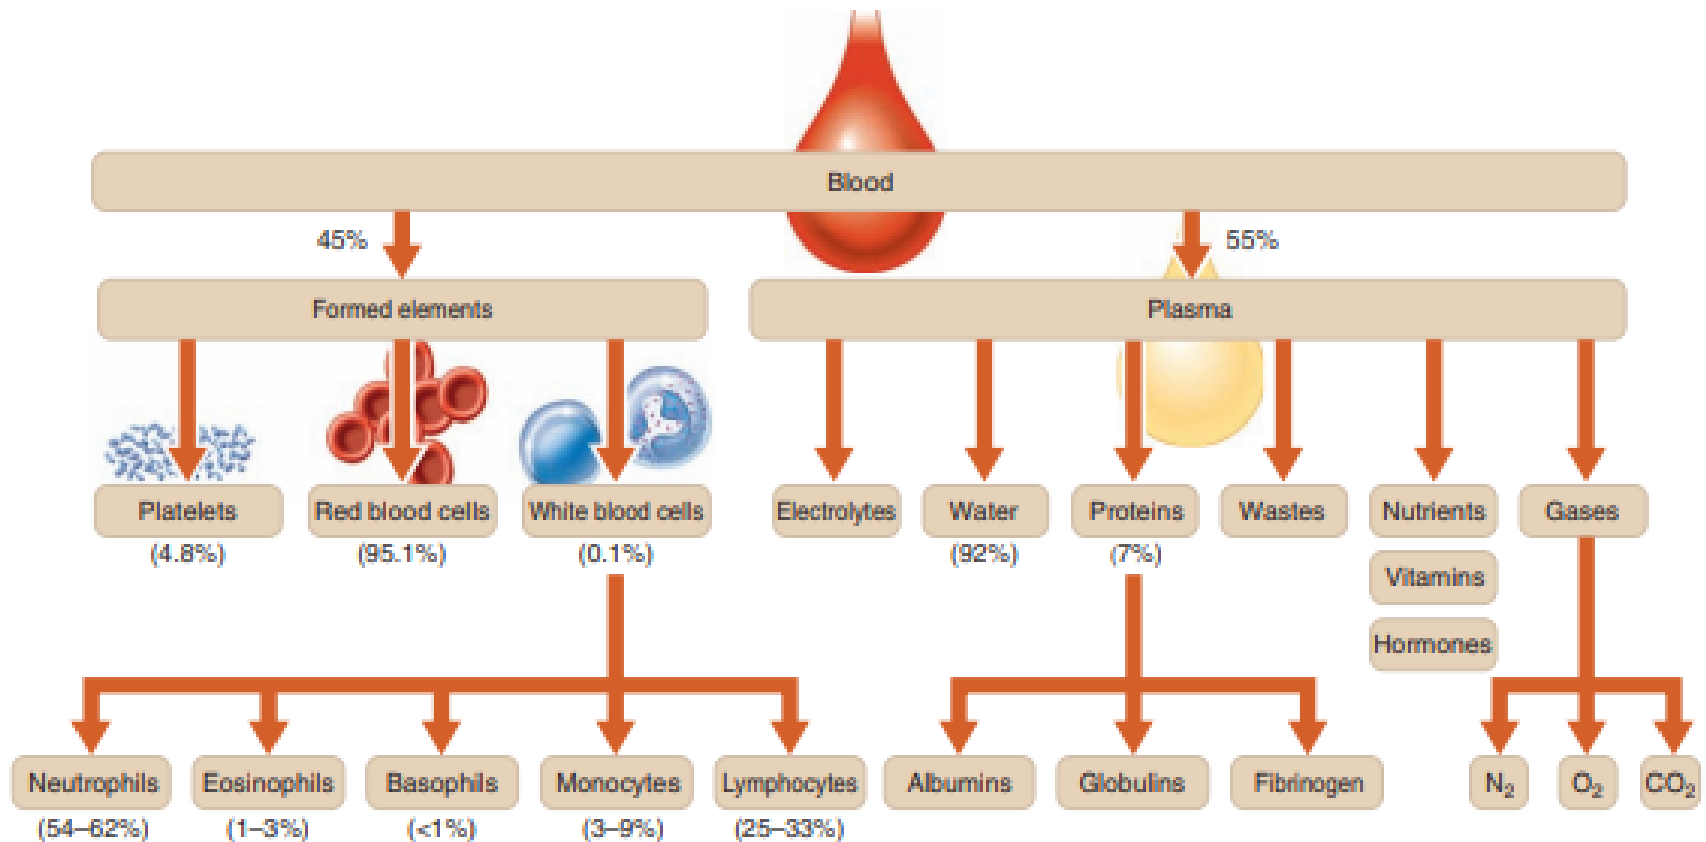 Blood
45%
55%
Formed elements
Plasma
Platelets
(4.8%)
Red blood cells
(95.1%)
White blood cells
(0.1%)
Electrolytes
Water
(92%)
Proteins
(7%)
Wastes
Nutrients
Vitamins
Hormones
Gases
Neutrophils
(54–62%)
Eosinophils
(1–3%)
Basophils
(<1%)
Monocytes
(3–9%)
Lymphocytes
(25–33%)
Albumins
Globulins
Fibrinogen
N₂
O₂
CO₂